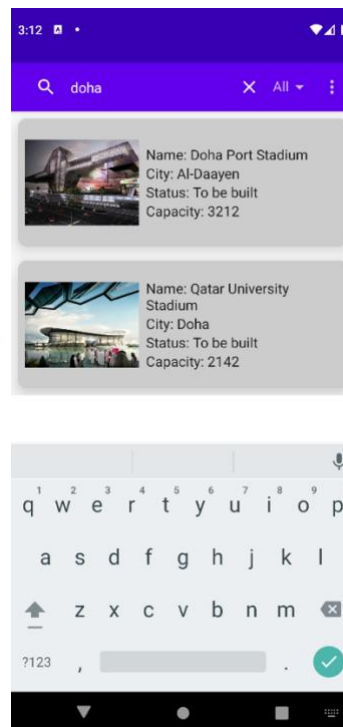 3:12
doha
All
Name: Doha Port Stadium
City: Al-Daayen
Status: To be built
Capacity: 3212
Name: Qatar University
Stadium
City: Doha
Status: To be built
Capacity: 2142
1 2 3 4 5 6 7 8 9
q w e r t y u i o p
a s d f g h j k l
z x c v b n m
?123 , .